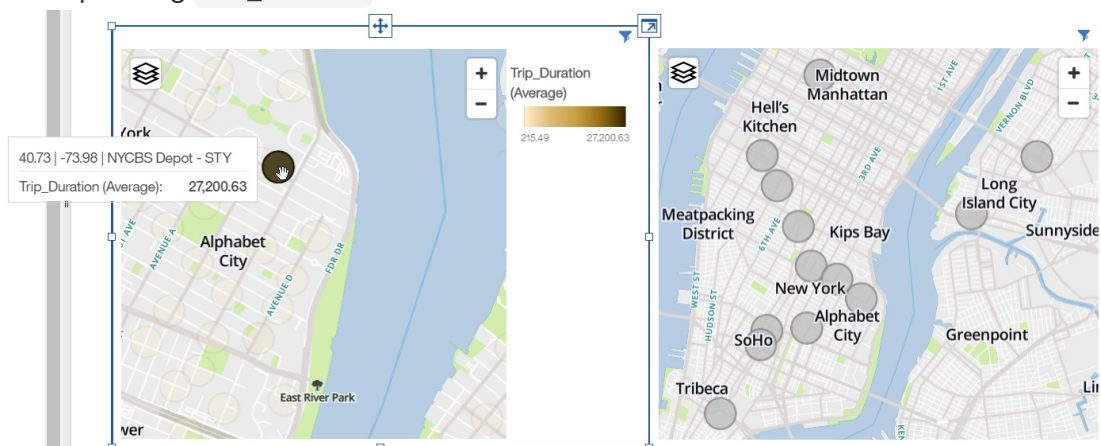 York
40.73 | -73.98 | NYCBS Depot - STY
Trip_Duration (Average): 27,200.63
Alphabet
City
AVENUE A
AVENUE D
FDR DR
East River Park
+
−
Trip_Duration
(Average)
215.49 27,200.63
Midtown
Manhattan
Hell's
Kitchen
1ST AVE
VERNON BLVD
3RD AVE
Long
Island City
Meatpacking
District
6TH AVE
Kips Bay
Sunnyside
WEST ST
HUDSON ST
New York
Alphabet
City
SoHo
Greenpoint
Tribeca
+
−